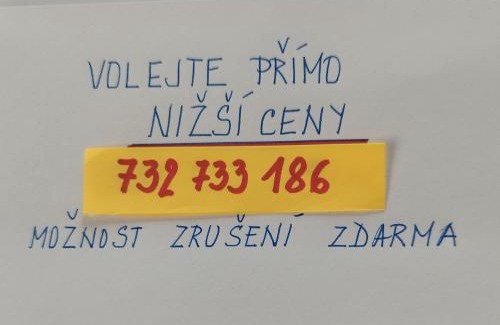 VOLEJTE PŘÍMO
NIŽŠÍ CENY
732 733 186
MOŽNOST ZRUŠENÍ ZDARMA